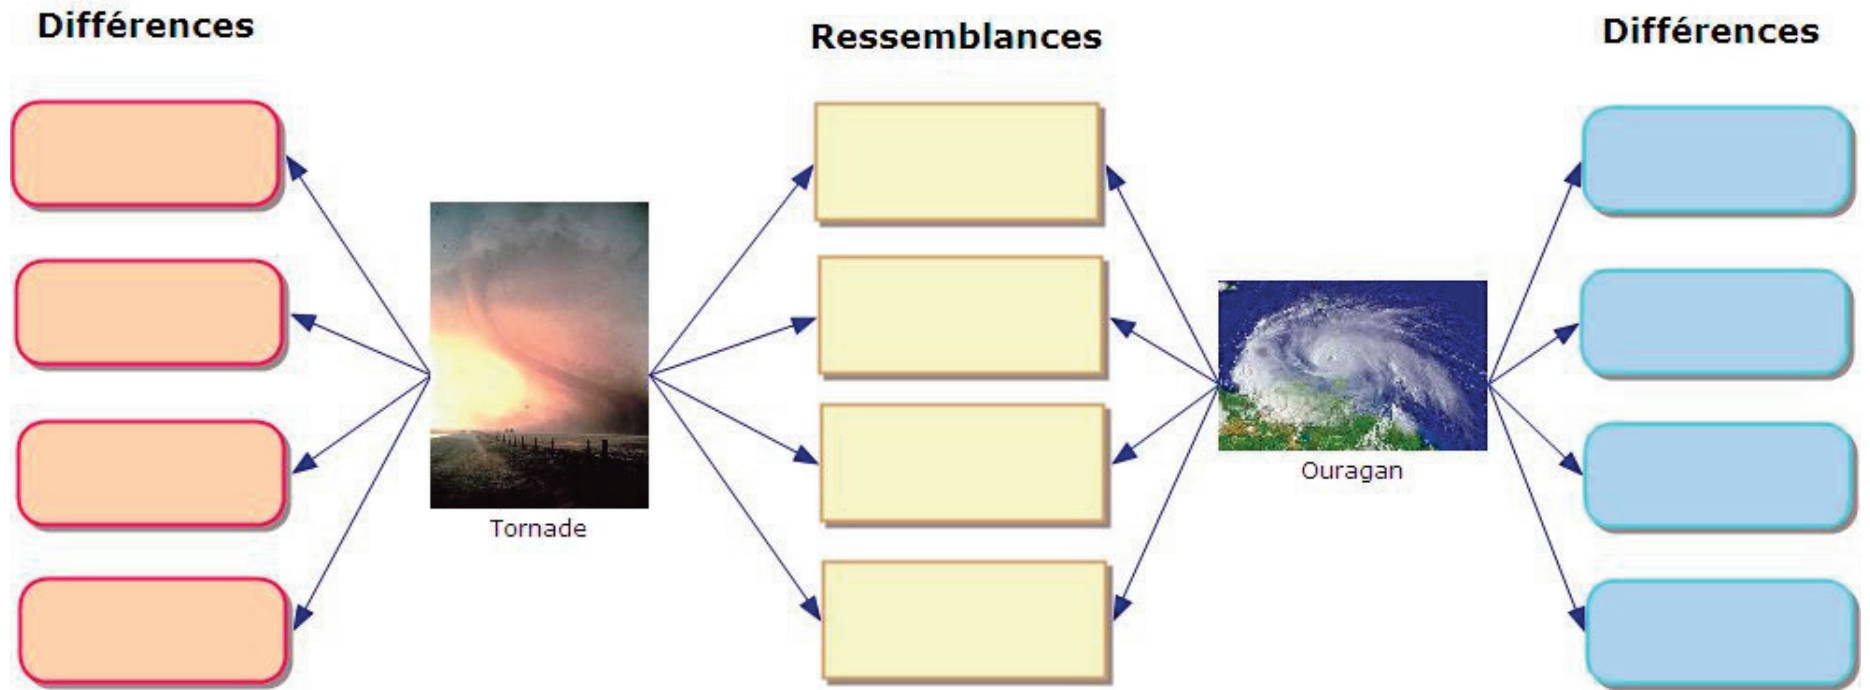 Différences
Ressemblances
Différences
Tornade
Ouragan